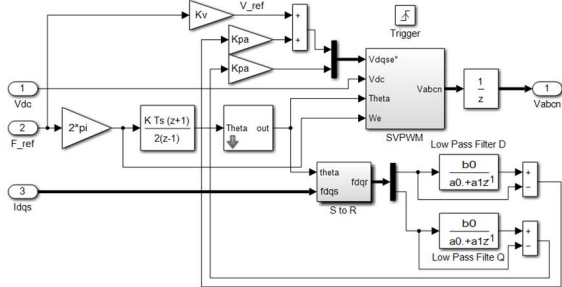 Kv
V_ref
+
+
Trigger
Kpa
Kpa
1
Vdc
Vdqse*
Vdc
Theta
We
Vabcn
SVPWM
1
z
1
Vabcn
2
F_ref
2*pi
K Ts (z+1)
2(z-1)
Theta out
3
Idqs
theta
fdqs
fdqr
S to R
Low Pass Filter D
b0
a0.+a1z1
+
−
b0
a0.+a1z1
+
−
Low Pass Filte Q